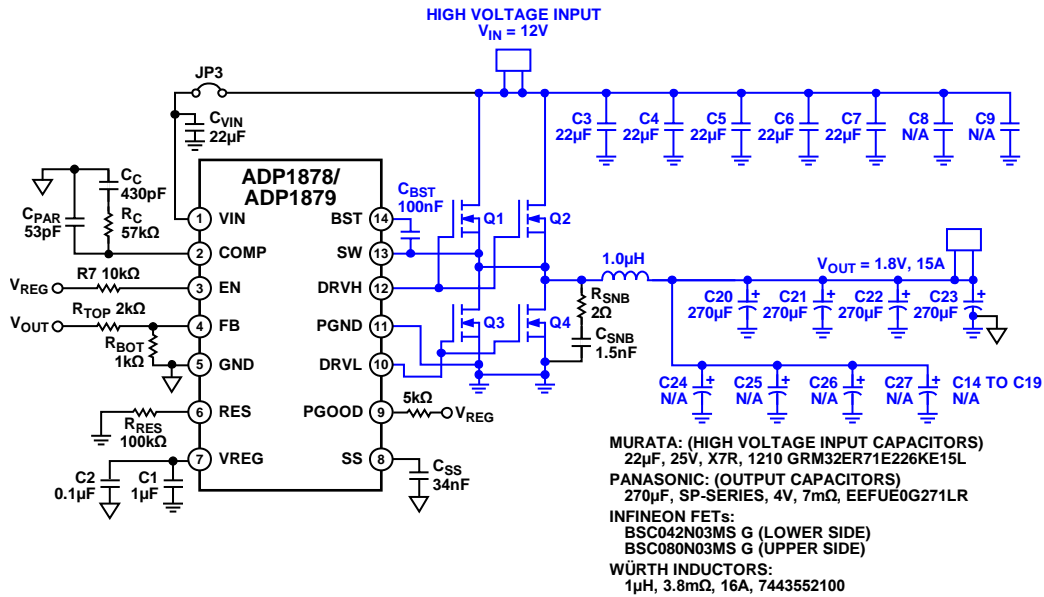 HIGH VOLTAGE INPUT
VIN = 12V
JP3
CVIN
22µF
C3
22µF
C4
22µF
C5
22µF
C6
22µF
C7
22µF
C8
N/A
C9
N/A
ADP1878/
ADP1879
CC
430pF
CPAR
53pF
RC
57kΩ
CBST
100nF
1 VIN
2 COMP
3 EN
4 FB
5 GND
6 RES
7 VREG
BST 14
SW 13
DRVH 12
PGND 11
DRVL 10
PGOOD 9
SS 8
Q1
Q2
Q3
Q4
1.0µH
VOUT = 1.8V, 15A
RSNB
2Ω
CSNB
1.5nF
C20
270µF
C21
270µF
C22
270µF
C23
270µF
+
+
+
+
VREG
R7 10kΩ
VOUT
RTOP 2kΩ
RBOT
1kΩ
RRES
100kΩ
C2
0.1µF
C1
1µF
5kΩ
VREG
CSS
34nF
C24
N/A
C25
N/A
C26
N/A
C27
N/A
C14 TO C19
N/A
+
+
+
+
MURATA: (HIGH VOLTAGE INPUT CAPACITORS)
22µF, 25V, X7R, 1210 GRM32ER71E226KE15L
PANASONIC: (OUTPUT CAPACITORS)
270µF, SP-SERIES, 4V, 7mΩ, EEFUE0G271LR
INFINEON FETs:
BSC042N03MS G (LOWER SIDE)
BSC080N03MS G (UPPER SIDE)
WÜRTH INDUCTORS:
1µH, 3.8mΩ, 16A, 7443552100